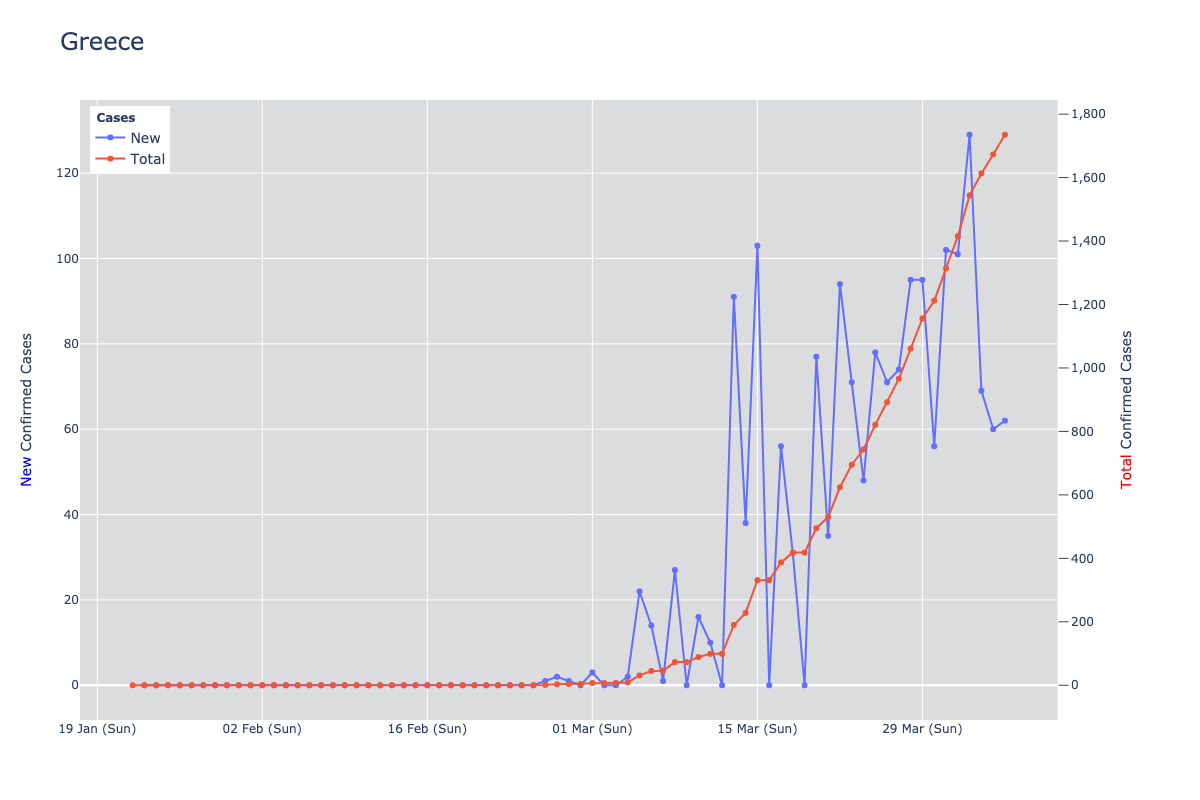 Greece
Cases
New
Total
120
100
80
60
40
20
0
1,800
1,600
1,400
1,200
1,000
800
600
400
200
0
New Confirmed Cases
Total Confirmed Cases
19 Jan (Sun)
02 Feb (Sun)
16 Feb (Sun)
01 Mar (Sun)
15 Mar (Sun)
29 Mar (Sun)